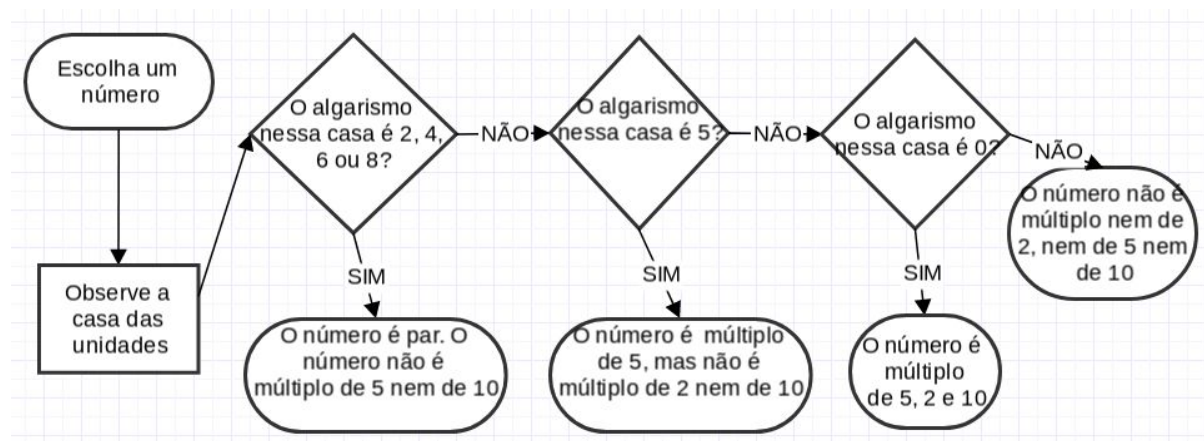 Escolha um
número
Observe a
casa das
unidades
O algarismo
nessa casa é 2, 4,
6 ou 8?
NÃO
SIM
O número é par. O
número não é
múltiplo de 5 nem de 10
O algarismo
nessa casa é 5?
NÃO
SIM
O número é múltiplo
de 5, mas não é
múltiplo de 2 nem de 10
O algarismo
nessa casa é 0?
NÃO
SIM
O número é
múltiplo
de 5, 2 e 10
O número não é
múltiplo nem de
2, nem de 5 nem
de 10